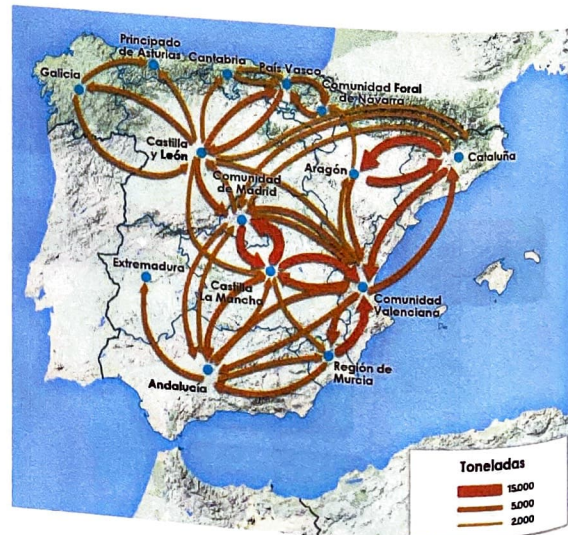 Principado
de Asturias
Cantabria
País Vasco
Galicia
Comunidad Foral
de Navarra
Castilla
y León
Comunidad
de Madrid
Aragón
Cataluña
Extremadura
Castilla
La Mancha
Comunidad
Valenciana
Andalucía
Región de
Murcia
Toneladas
15.000
5.000
2.000